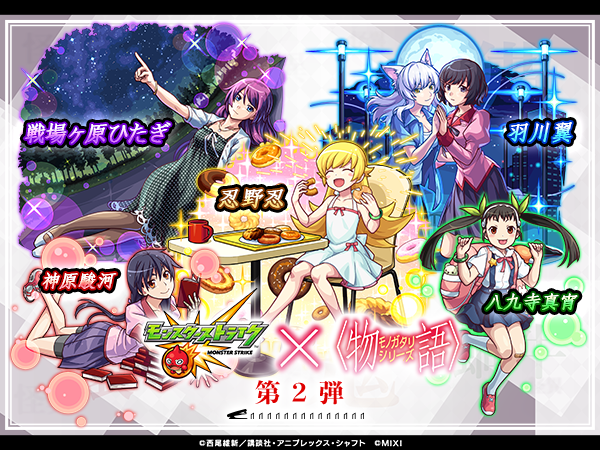 戦場ヶ原ひたぎ
羽川翼
忍野忍
神原駿河
八九寺真宵
モンスターストライク
MONSTER STRIKE
×
〈物語〉
モノガタリ
シリーズ
第2弾
©西尾維新／講談社・アニプレックス・シャフト ©MIXI